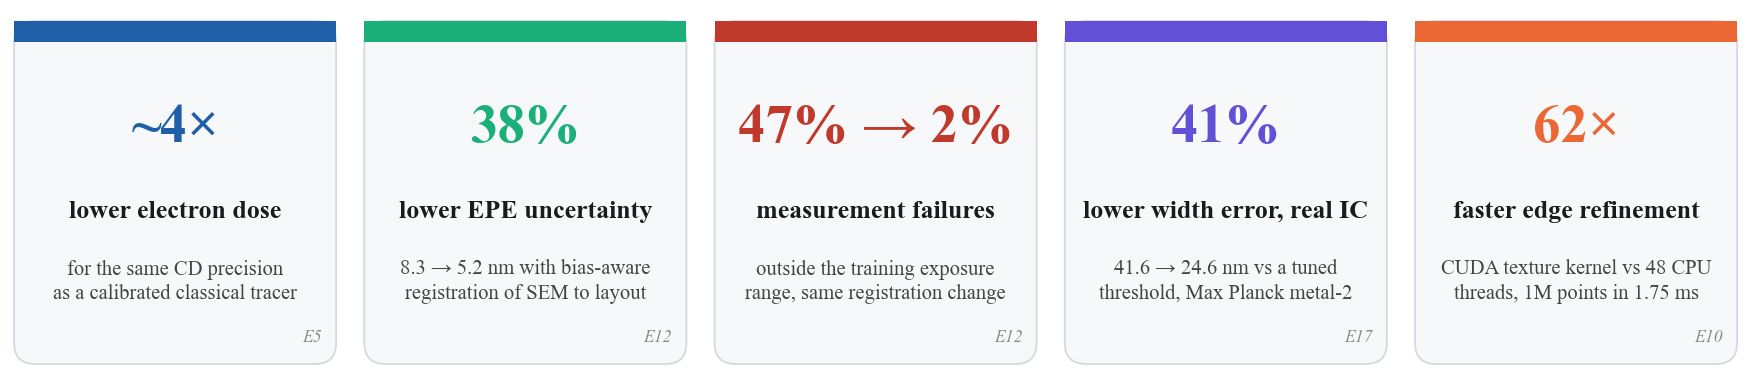 ~4×
lower electron dose
for the same CD precision
as a calibrated classical tracer
E5
38%
lower EPE uncertainty
8.3 → 5.2 nm with bias-aware
registration of SEM to layout
E12
47% → 2%
measurement failures
outside the training exposure
range, same registration change
E12
41%
lower width error, real IC
41.6 → 24.6 nm vs a tuned
threshold, Max Planck metal-2
E17
62×
faster edge refinement
CUDA texture kernel vs 48 CPU
threads, 1M points in 1.75 ms
E10